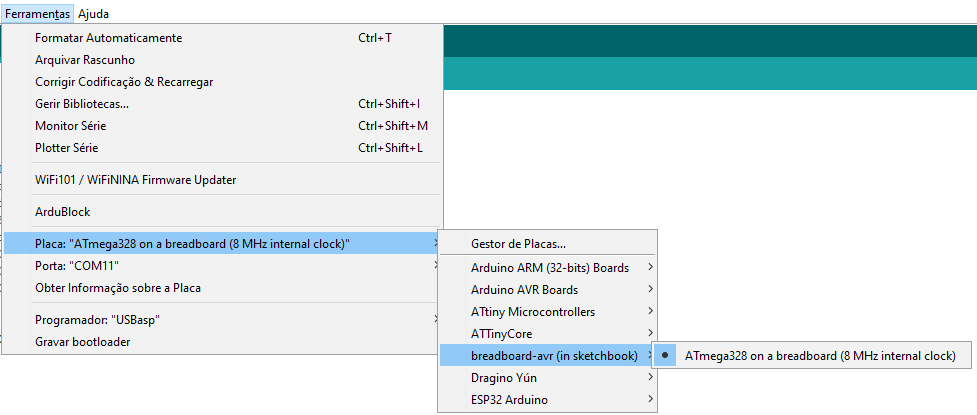 Ferramentas Ajuda
Formatar Automaticamente Ctrl+T
Arquivar Rascunho
Corrigir Codificação & Recarregar
Gerir Bibliotecas... Ctrl+Shift+I
Monitor Série Ctrl+Shift+M
Plotter Série Ctrl+Shift+L
WiFi101 / WiFiNINA Firmware Updater
ArduBlock
Placa: "ATmega328 on a breadboard (8 MHz internal clock)"
Porta: "COM11"
Obter Informação sobre a Placa
Programador: "USBasp"
Gravar bootloader
Gestor de Placas...
Arduino ARM (32-bits) Boards
Arduino AVR Boards
ATtiny Microcontrollers
ATTinyCore
breadboard-avr (in sketchbook)
Dragino Yún
ESP32 Arduino
ATmega328 on a breadboard (8 MHz internal clock)